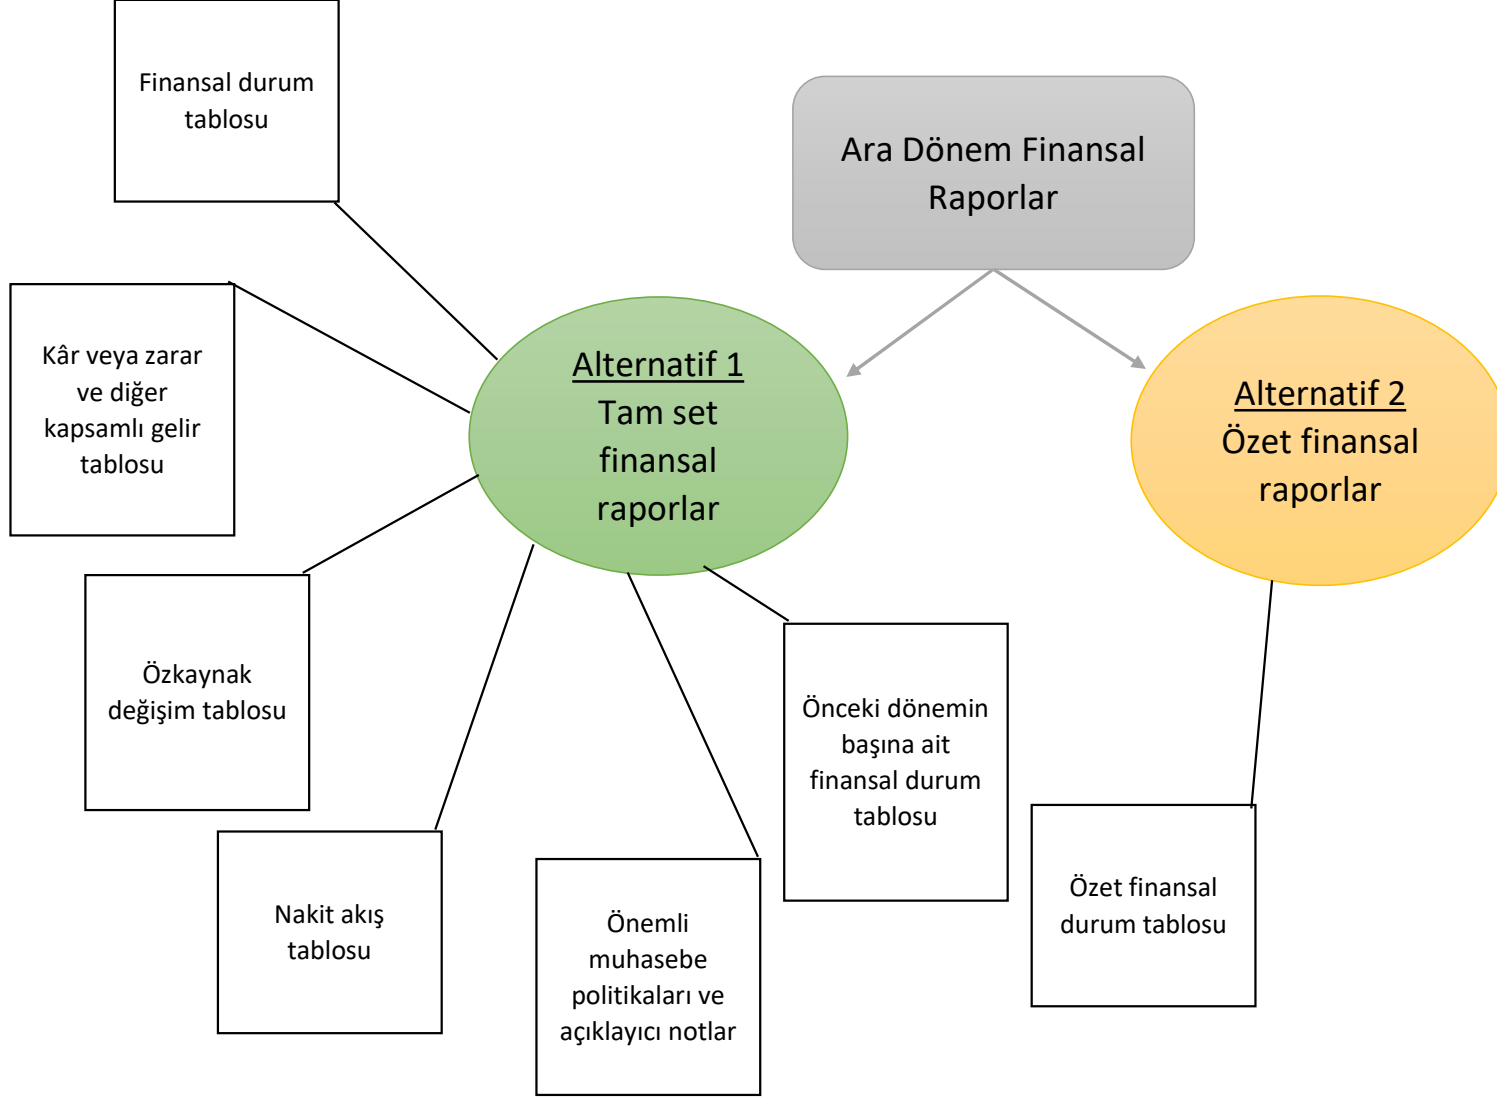 Ara Dönem Finansal
Raporlar
Alternatif 1
Tam set
finansal
raporlar
Alternatif 2
Özet finansal
raporlar
Finansal durum
tablosu
Kâr veya zarar
ve diğer
kapsamlı gelir
tablosu
Özkaynak
değişim tablosu
Nakit akış
tablosu
Önemli
muhasebe
politikaları ve
açıklayıcı notlar
Önceki dönemin
başına ait
finansal durum
tablosu
Özet finansal
durum tablosu